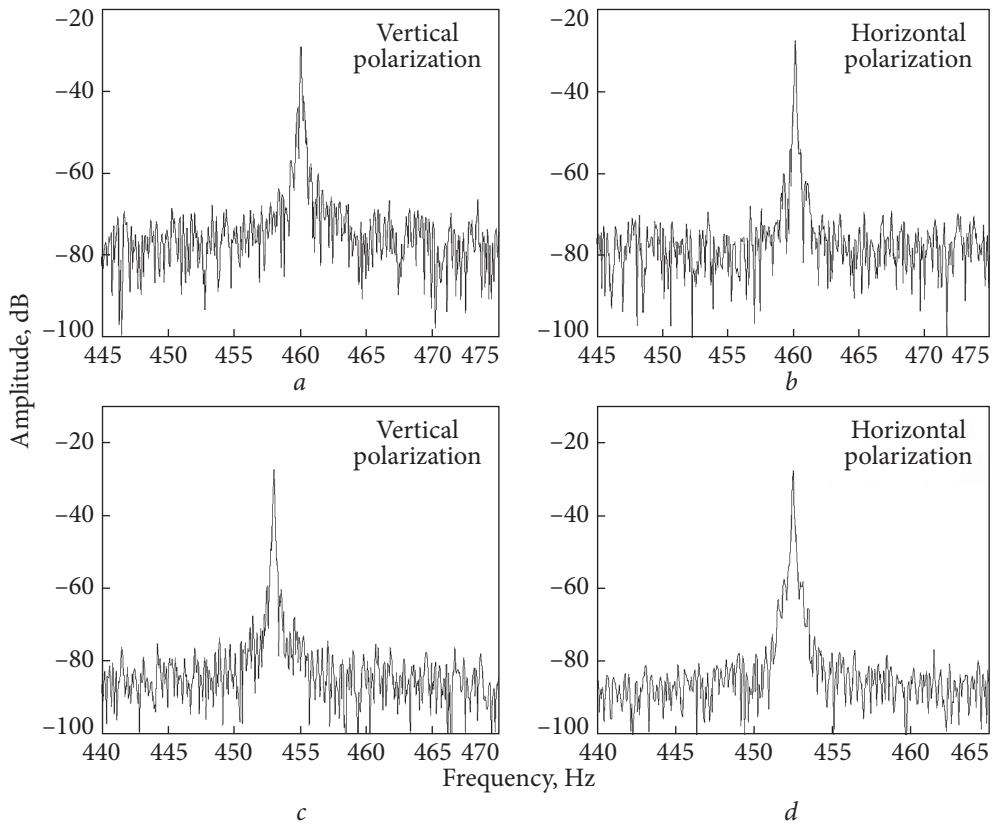 −20
−40
−60
−80
−100
Vertical
polarization
445 450 455 460 465 470 475
a
−20
−40
−60
−80
−100
Horizontal
polarization
445 450 455 460 465 470 475
b
Amplitude, dB
−20
−40
−60
−80
−100
Vertical
polarization
440 445 450 455 460 465 470
−20
−40
−60
−80
−100
Horizontal
polarization
440 445 450 455 460 465
Frequency, Hz
c
d